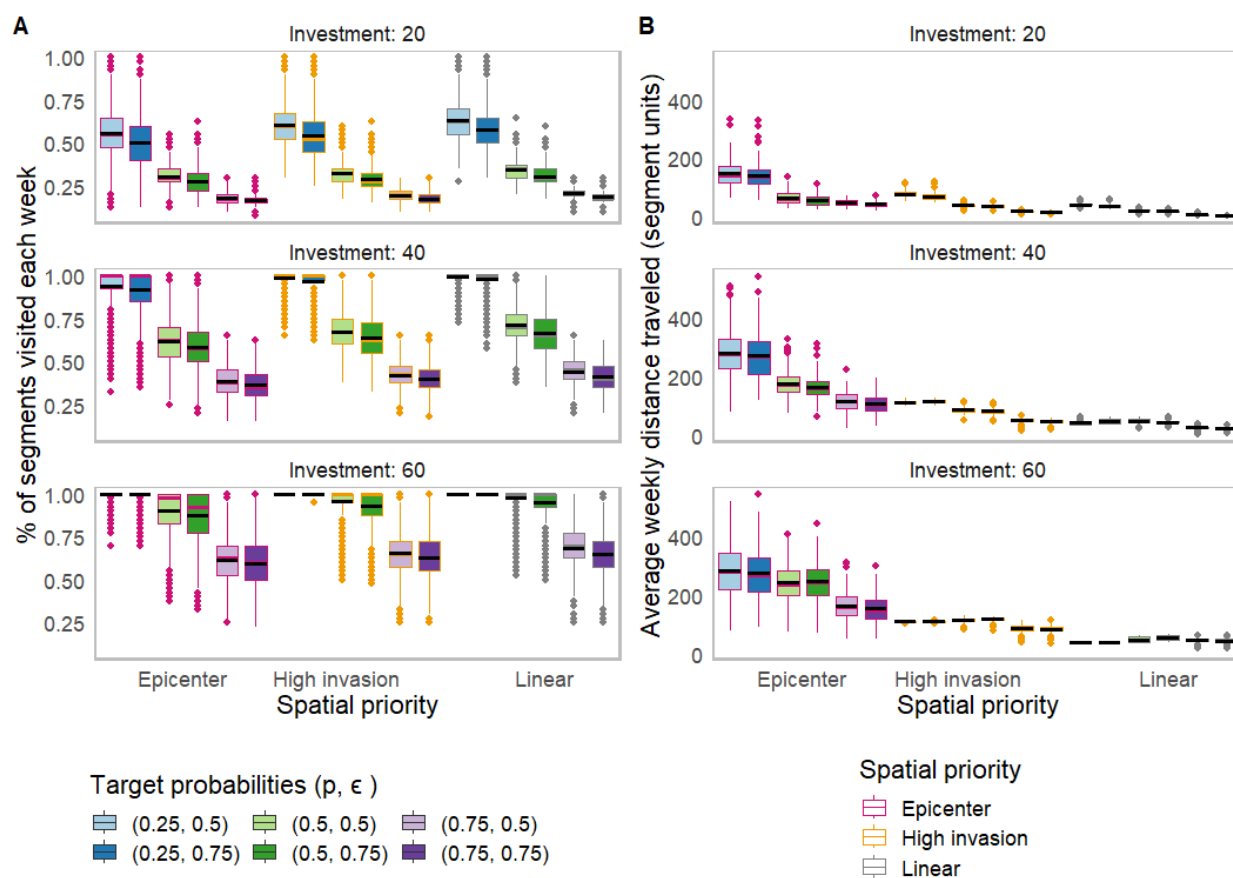 A
Investment: 20
1.00
0.75
0.50
0.25
Investment: 40
1.00
0.75
0.50
0.25
Investment: 60
1.00
0.75
0.50
0.25
% of segments visited each week
Epicenter High invasion Linear
Spatial priority
B
Investment: 20
400
200
0
Investment: 40
400
200
0
Investment: 60
400
200
0
Average weekly distance traveled (segment units)
Epicenter High invasion Linear
Spatial priority
Target probabilities (p, ϵ )
(0.25, 0.5) (0.5, 0.5) (0.75, 0.5)
(0.25, 0.75) (0.5, 0.75) (0.75, 0.75)
Spatial priority
Epicenter
High invasion
Linear